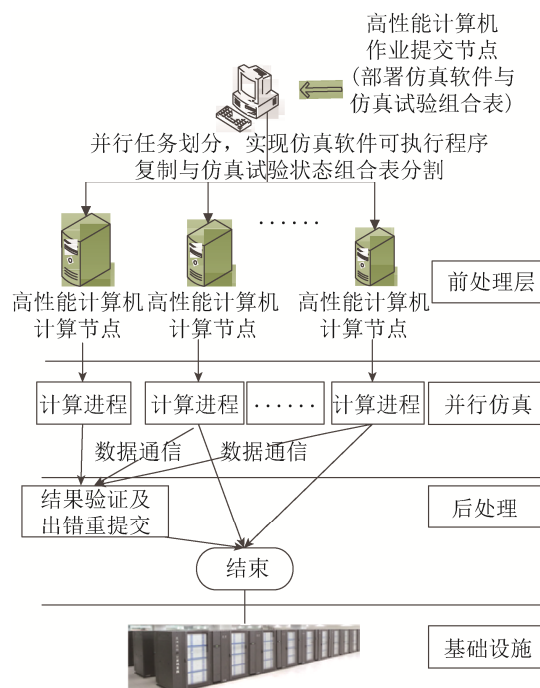 高性能计算机
作业提交节点
(部署仿真软件与
仿真试验组合表)
并行任务划分，实现仿真软件可执行程序
复制与仿真试验状态组合表分割
······
前处理层
高性能计算机
计算节点
高性能计算机
计算节点
高性能计算机
计算节点
计算进程
计算进程
······
计算进程
并行仿真
数据通信
数据通信
结果验证及
出错重提交
后处理
结束
基础设施